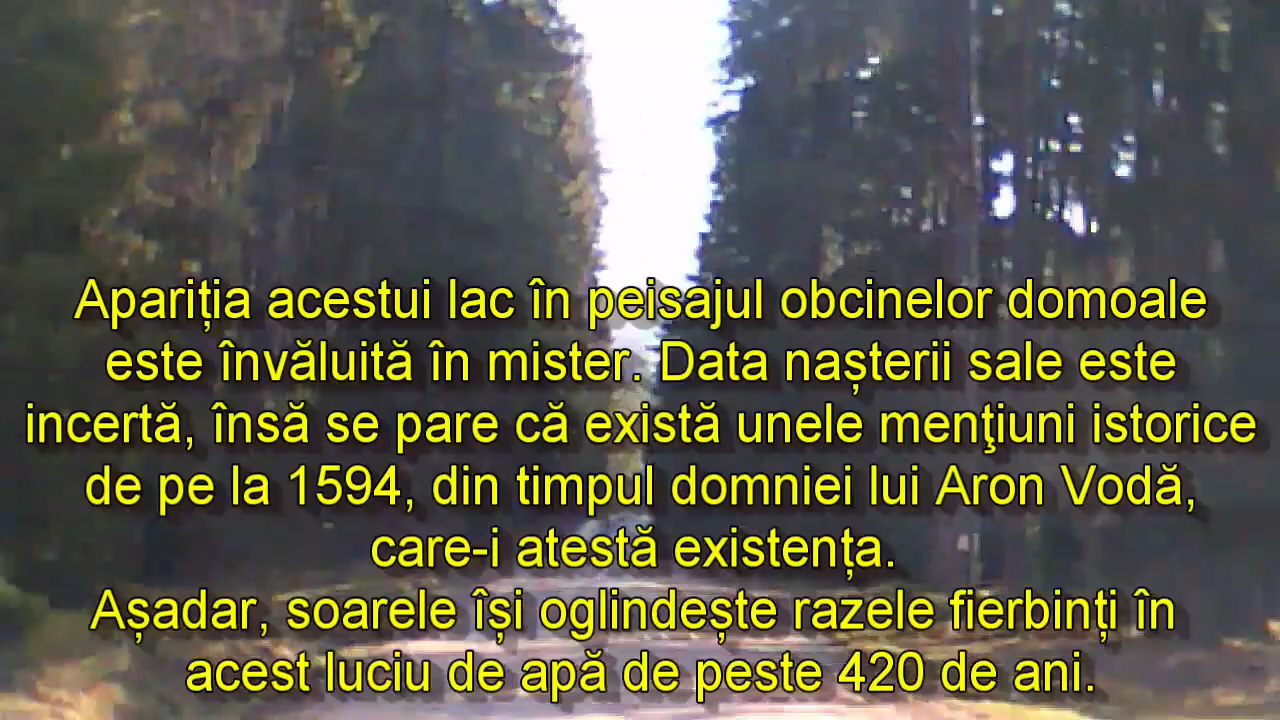 Apariția acestui lac în peisajul obcinelor domoale
este învăluită în mister. Data nașterii sale este
incertă, însă se pare că există unele menţiuni istorice
de pe la 1594, din timpul domniei lui Aron Vodă,
care-i atestă existența.
Așadar, soarele își oglindește razele fierbinți în
acest luciu de apă de peste 420 de ani.